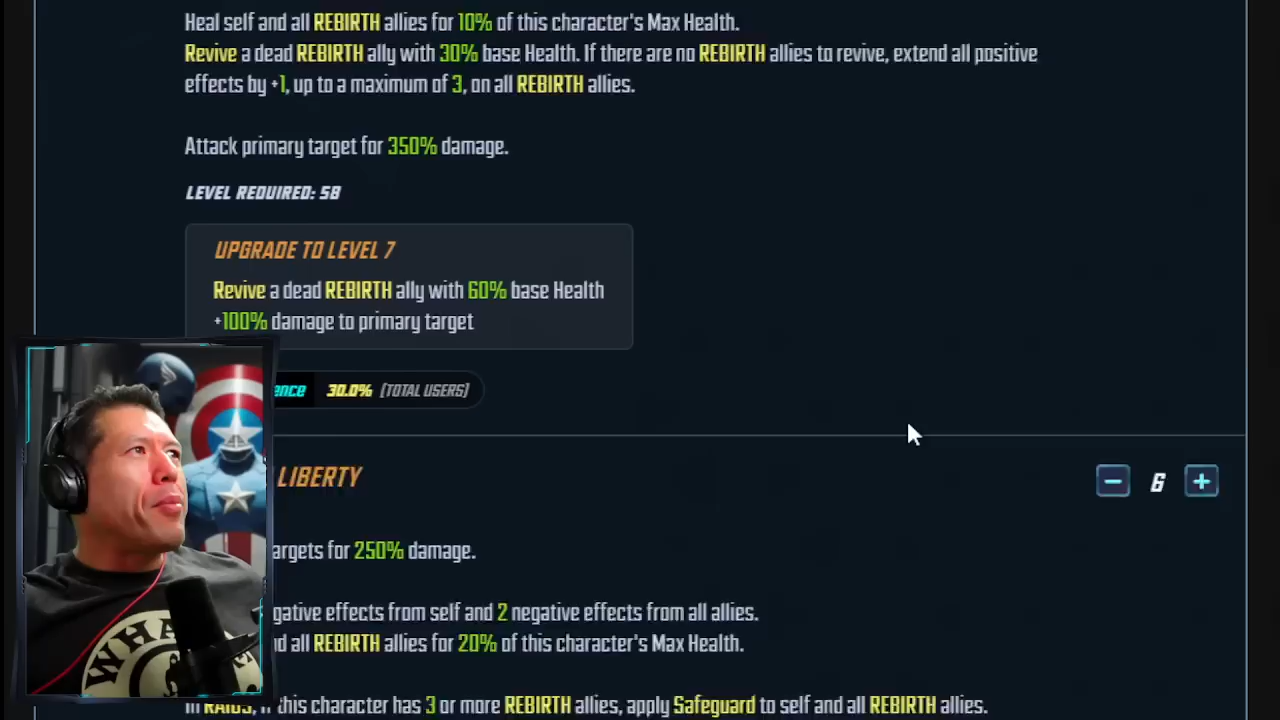 Heal self and all REBIRTH allies for 10% of this character's Max Health.
Revive a dead REBIRTH ally with 30% base Health. If there are no REBIRTH allies to revive, extend all positive
effects by +1, up to a maximum of 3, on all REBIRTH allies.
Attack primary target for 350% damage.
LEVEL REQUIRED: 58
UPGRADE TO LEVEL 7
Revive a dead REBIRTH ally with 60% base Health
+100% damage to primary target
30.0% (TOTAL USERS)
LIBERTY
- 6 +
for 250% damage.
effects from self and 2 negative effects from all allies.
all REBIRTH allies for 20% of this character's Max Health.
In RAIDS, if this character has 3 or more REBIRTH allies, apply Safeguard to self and all REBIRTH allies.